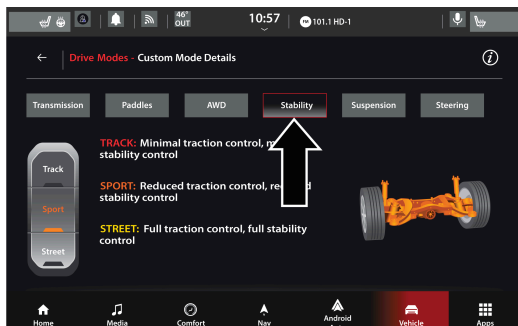 46°
OUT
10:57
101.1 HD-1
Drive Modes - Custom Mode Details
Transmission
Paddles
AWD
Stability
Suspension
Steering
TRACK: Minimal traction control, m
stability control
SPORT: Reduced traction control, re d
stability control
STREET: Full traction control, full stability
control
Track
Sport
Street
Home
Media
Comfort
Nav
Android
Vehicle
Apps